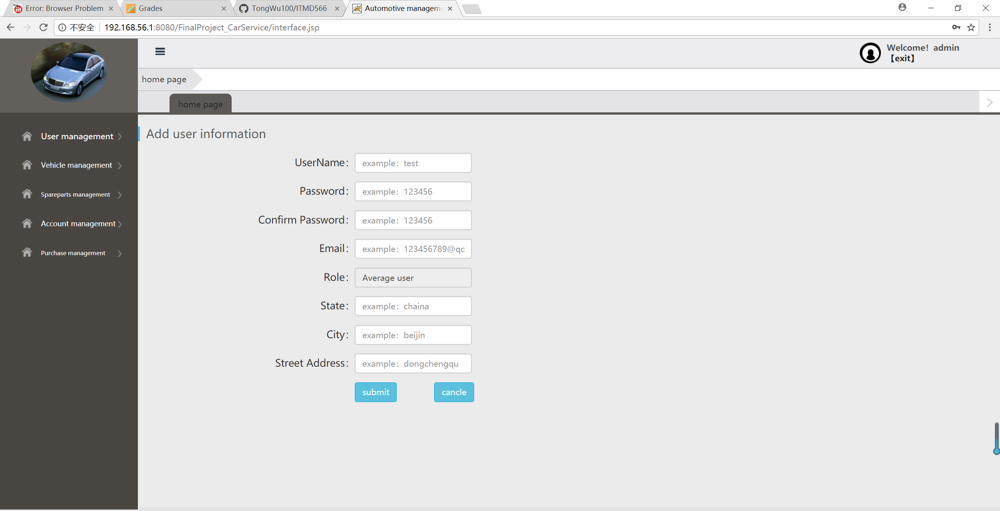 Error: Browser Problem
Grades
TongWu100/ITMD566
Automotive manageme
不安全 192.168.56.1:8080/FinalProject_CarService/interface.jsp
Welcome! admin
【exit】
home page
home page
User management
Vehicle management
Spareparts management
Account management
Purchase management
Add user information
UserName: example: test
Password: example: 123456
Confirm Password: example: 123456
Email: example: 123456789@qq
Role: Average user
State: example: chaina
City: example: beijin
Street Address: example: dongchengqu
submit cancle